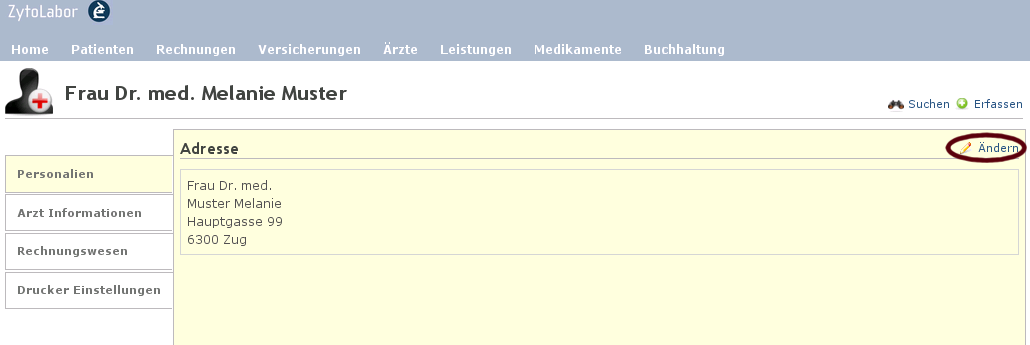 ZytoLabor
Home Patienten Rechnungen Versicherungen Ärzte Leistungen Medikamente Buchhaltung
Frau Dr. med. Melanie Muster
Suchen Erfassen
Adresse
Ändern
Personalien
Arzt Informationen
Rechnungswesen
Drucker Einstellungen
Frau Dr. med.
Muster Melanie
Hauptgasse 99
6300 Zug